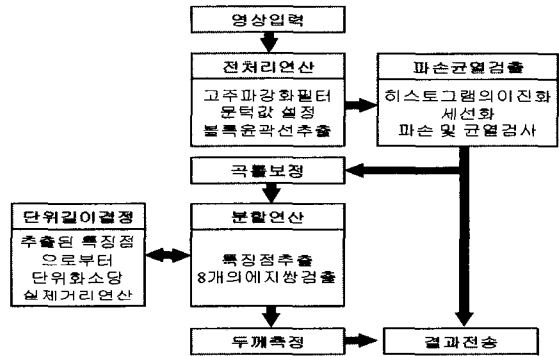 영상입력
전처리연산
고주파강화필터
문턱값 설정
블록윤곽선추출
파손균열검출
히스토그램의이진화
세선화
파손 및 균열검사
곡률보정
단위길이결정
추출된 특징점
으로부터
단위화소당
실제거리연산
분할연산
특징점추출
8개의에지쌍검출
두께측정
결과전송